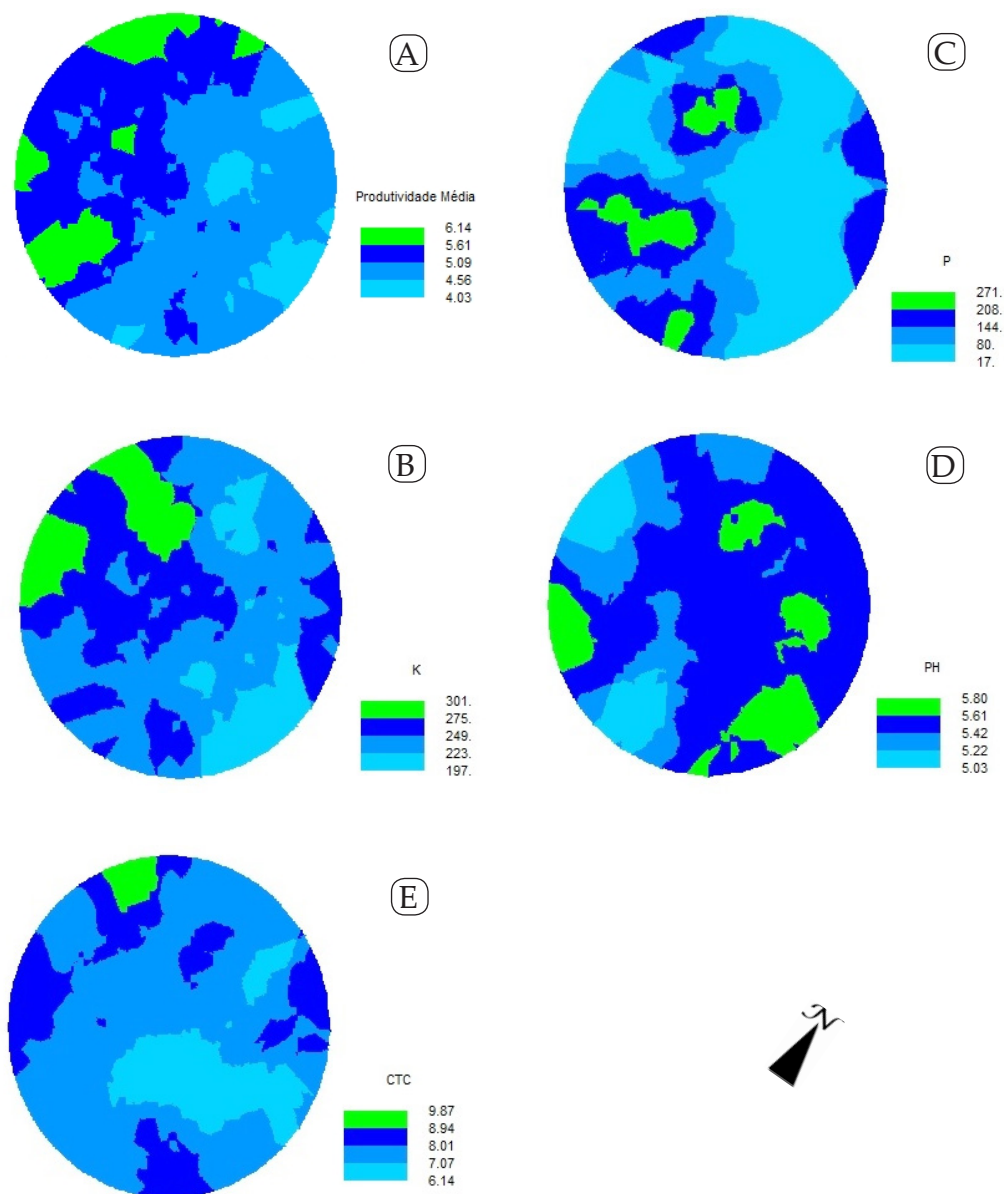 A
Produtividade Média
6.14
5.61
5.09
4.56
4.03
C
P
271.
208.
144.
80.
17.
B
K
301.
275.
249.
223.
197.
D
PH
5.80
5.61
5.42
5.22
5.03
E
CTC
9.87
8.94
8.01
7.07
6.14
N